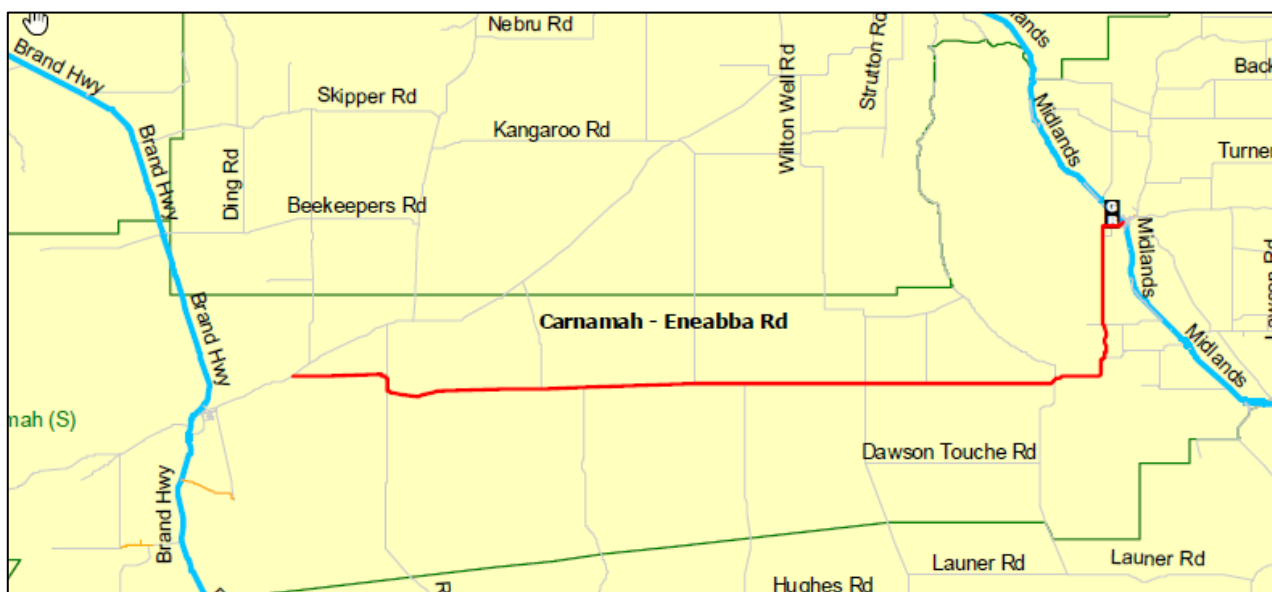 Nebru Rd
Strutton Rd
Brand Hwy
Back
Midlands
Skipper Rd
Kangaroo Rd
Wilton Well Rd
Turner
Brand Hwy
Ding Rd
Beekeepers Rd
Midlands
Brand Hwy
Carnamah - Eneabba Rd
Midlands
mah (S)
Dawson Touche Rd
Brand Hwy
Launer Rd
Launer Rd
Hughes Rd